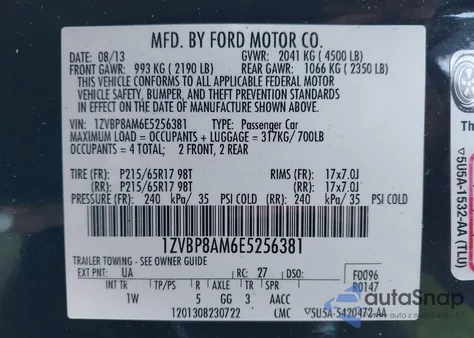 MFD. BY FORD MOTOR CO.
DATE: 08/13 GVWR: 2041 KG (4500 LB)
FRONT GAWR: 993 KG (2190 LB) REAR GAWR: 1066 KG (2350 LB)
THIS VEHICLE CONFORMS TO ALL APPLICABLE FEDERAL MOTOR
VEHICLE SAFETY, BUMPER, AND THEFT PREVENTION STANDARDS
IN EFFECT ON THE DATE OF MANUFACTURE SHOWN ABOVE.
VIN: 1ZVBP8AM6E5256381 TYPE: Passenger Car
MAXIMUM LOAD = OCCUPANTS + LUGGAGE = 317KG/700LB
OCCUPANTS = 4 TOTAL; 2 FRONT, 2 REAR
TIRE (FF): P215/65R17 98T RIMS (FF): 17x7.0J
(RR): P215/65R17 98T (RR): 17x7.0J
PRESSURE (FF): 240 kPa/ 35 PSI COLD (RR): 240 kPa/ 35 PSI COLD
1ZVBP8AM6E5256381
TRAILER TOWING - SEE OWNER GUIDE
EXT PNT: UA RC: 27 DSO: F0096
INT TR TP/PS R AXLE TR SPR R0147
1W 5 GG 3 AACC
1201308230722 CMC ▽5U5A-5420472-AA
autoSnap
Th
▽5U5A-1532-AA (TLU)